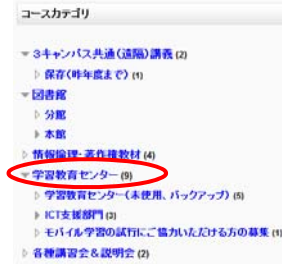 コースカテゴリ
3キャンパス共通(遠隔)講義 (2)
保存(昨年度まで) (1)
図書館
分館
本館
情報倫理・著作権教材 (4)
学習教育センター (9)
学習教育センター(未使用、バックアップ) (5)
ICT支援部門 (3)
モバイル学習の試行にご協力いただける方の募集 (1)
各種講習会&説明会 (2)